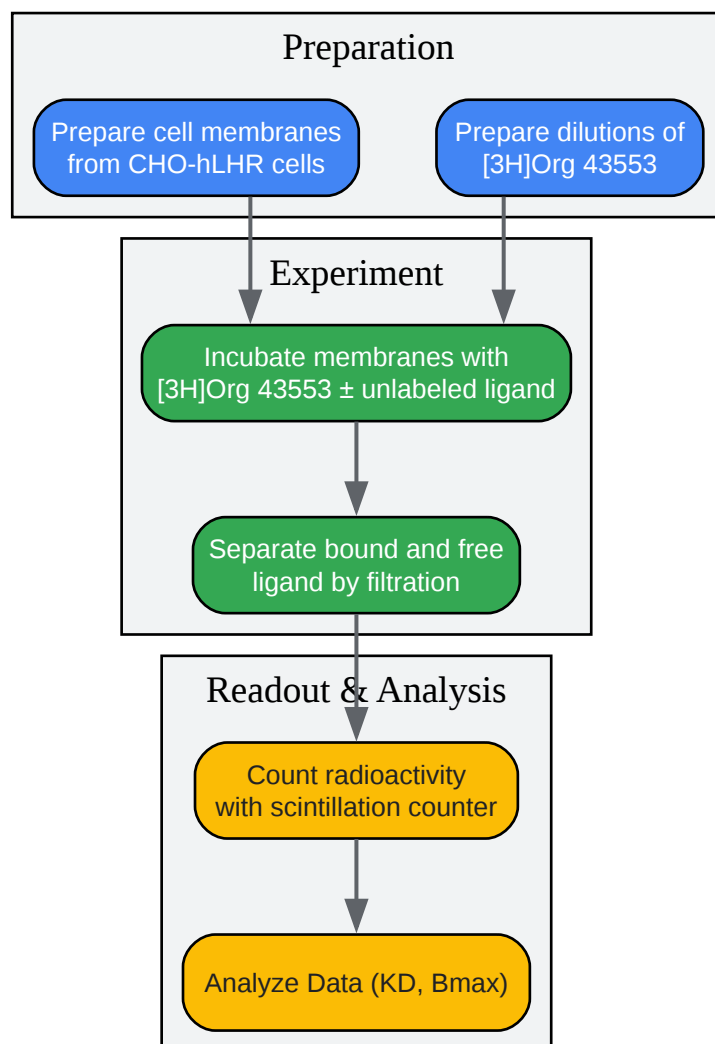 Preparation
Prepare cell membranes
from CHO-hLHR cells
Prepare dilutions of
[3H]Org 43553
Experiment
Incubate membranes with
[3H]Org 43553 ± unlabeled ligand
Separate bound and free
ligand by filtration
Readout & Analysis
Count radioactivity
with scintillation counter
Analyze Data (KD, Bmax)